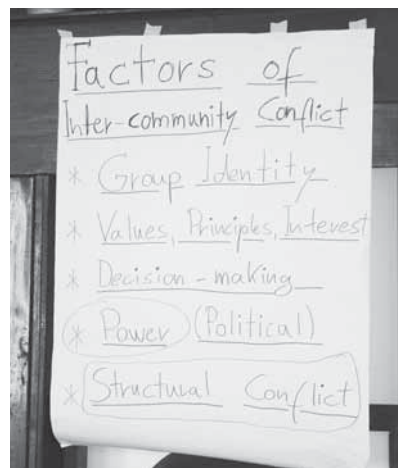 Factors of
Inter-community Conflict
* Group Identity
* Values, Principles, Interest
* Decision-making
* Power (Political)
* Structural Conflict